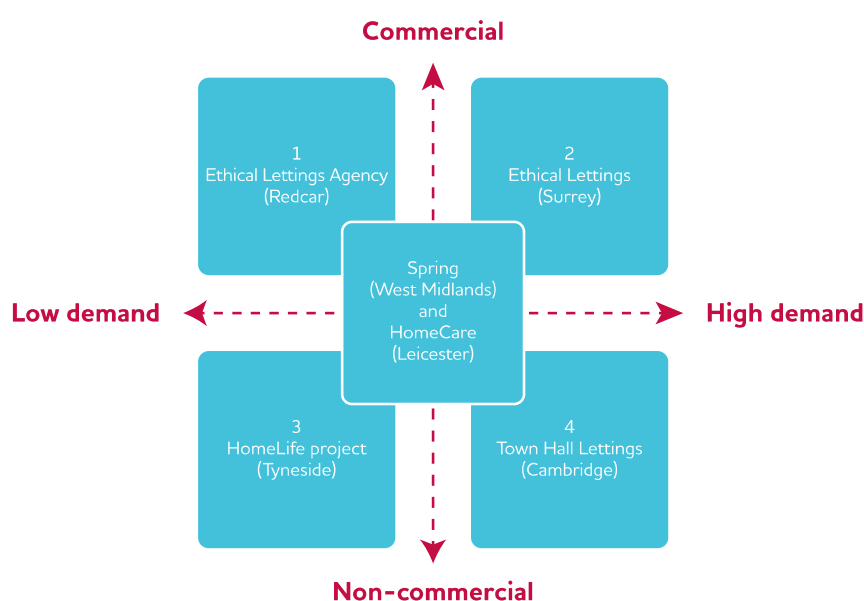 Commercial
1
Ethical Lettings Agency
(Redcar)
2
Ethical Lettings
(Surrey)
Spring
(West Midlands)
and
HomeCare
(Leicester)
Low demand
High demand
3
HomeLife project
(Tyneside)
4
Town Hall Lettings
(Cambridge)
Non-commercial